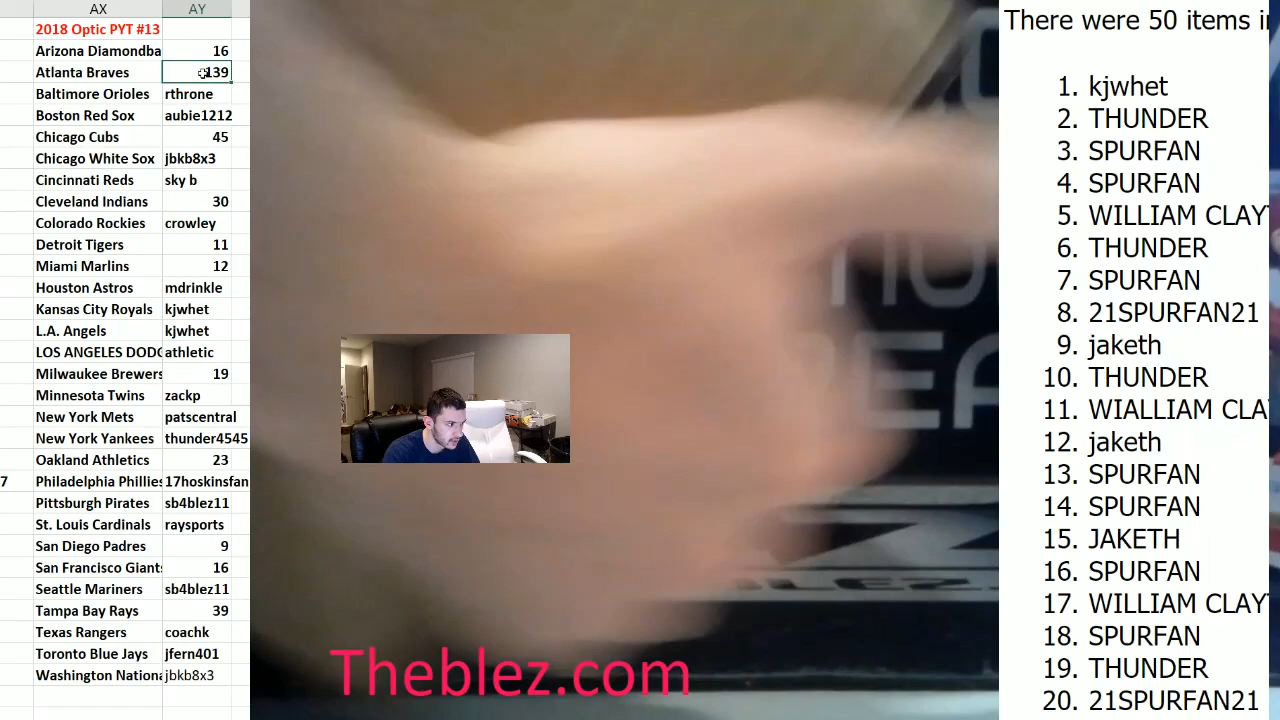 AX AY
2018 Optic PYT #13
Arizona Diamondba 16
Atlanta Braves 139
Baltimore Orioles rthrone
Boston Red Sox aubie1212
Chicago Cubs 45
Chicago White Sox jbkb8x3
Cincinnati Reds sky b
Cleveland Indians 30
Colorado Rockies crowley
Detroit Tigers 11
Miami Marlins 12
Houston Astros mdrinkle
Kansas City Royals kjwhet
L.A. Angels kjwhet
LOS ANGELES DODG athletic
Milwaukee Brewers 19
Minnesota Twins zackp
New York Mets patscentral
New York Yankees thunder4545
Oakland Athletics 23
7 Philadelphia Phillies 17hoskinsfan
Pittsburgh Pirates sb4blez11
St. Louis Cardinals raysports
San Diego Padres 9
San Francisco Giants 16
Seattle Mariners sb4blez11
Tampa Bay Rays 39
Texas Rangers coachk
Toronto Blue Jays jfern401
Washington Nationa jbkb8x3
Theblez.com
There were 50 items in
1. kjwhet
2. THUNDER
3. SPURFAN
4. SPURFAN
5. WILLIAM CLAY
6. THUNDER
7. SPURFAN
8. 21SPURFAN21
9. jaketh
10. THUNDER
11. WIALLIAM CLA
12. jaketh
13. SPURFAN
14. SPURFAN
15. JAKETH
16. SPURFAN
17. WILLIAM CLAY
18. SPURFAN
19. THUNDER
20. 21SPURFAN21